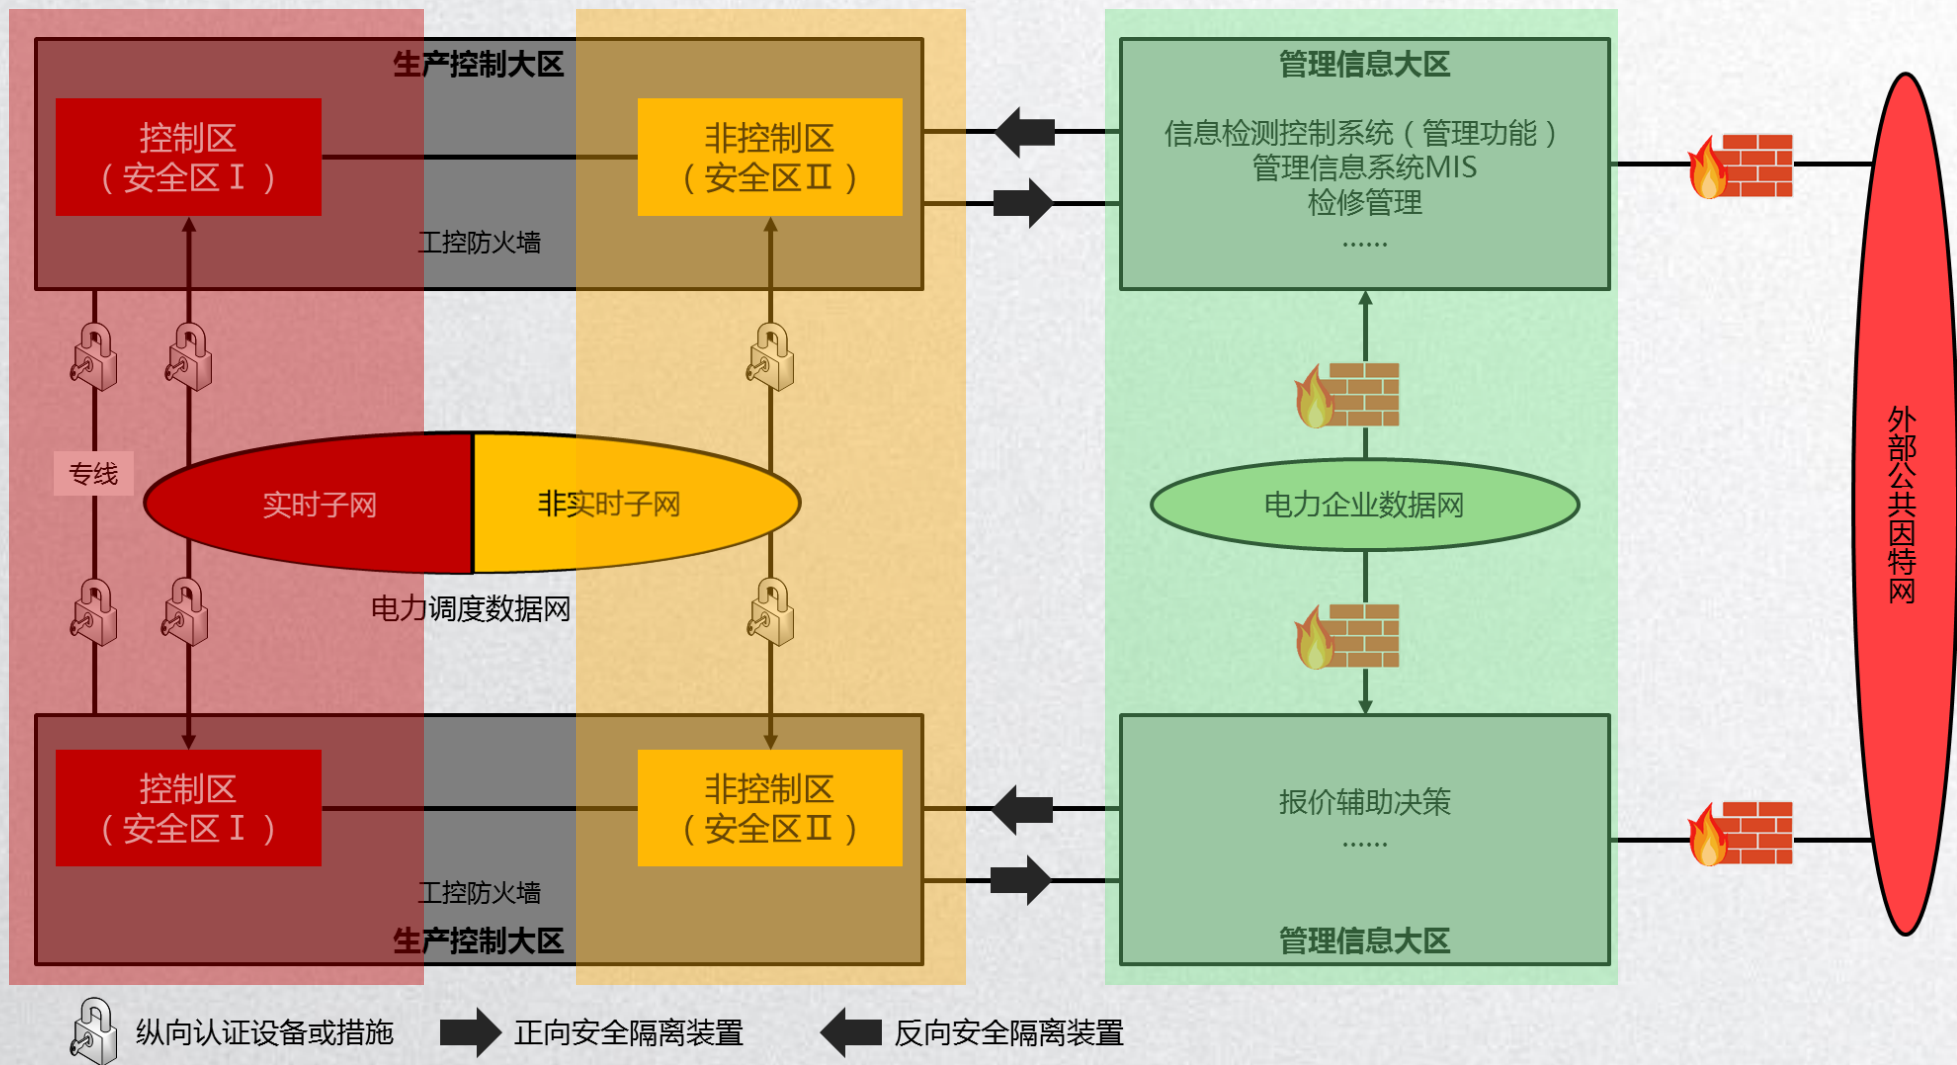 生产控制大区
控制区
（安全区Ⅰ）
非控制区
（安全区Ⅱ）
工控防火墙
管理信息大区
信息检测控制系统（管理功能）
管理信息系统MIS
检修管理
......
专线
实时子网
非实时子网
电力调度数据网
电力企业数据网
外部公共因特网
控制区
（安全区Ⅰ）
非控制区
（安全区Ⅱ）
工控防火墙
生产控制大区
报价辅助决策
......
管理信息大区
纵向认证设备或措施
正向安全隔离装置
反向安全隔离装置